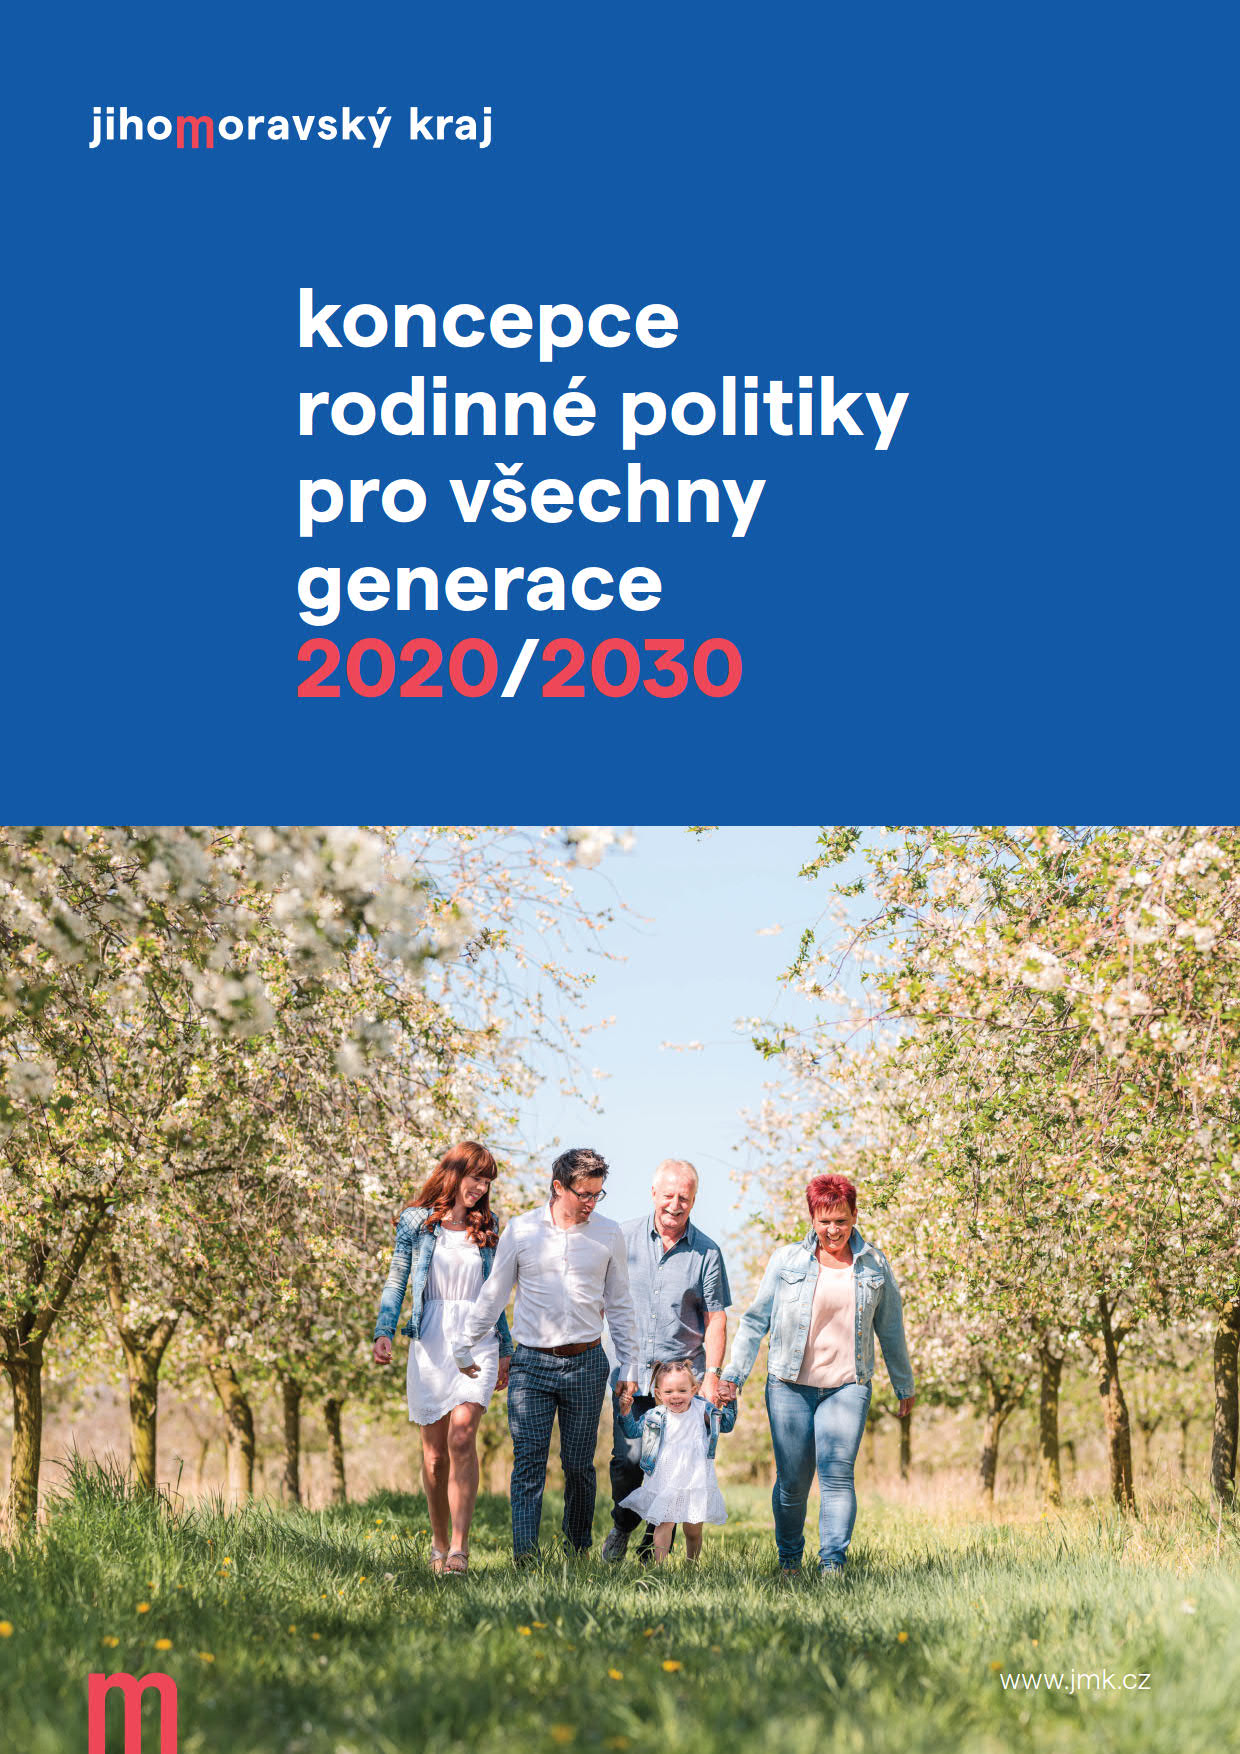 jihomoravský kraj
koncepce
rodinné politiky
pro všechny
generace
2020/2030
m
www.jmk.cz